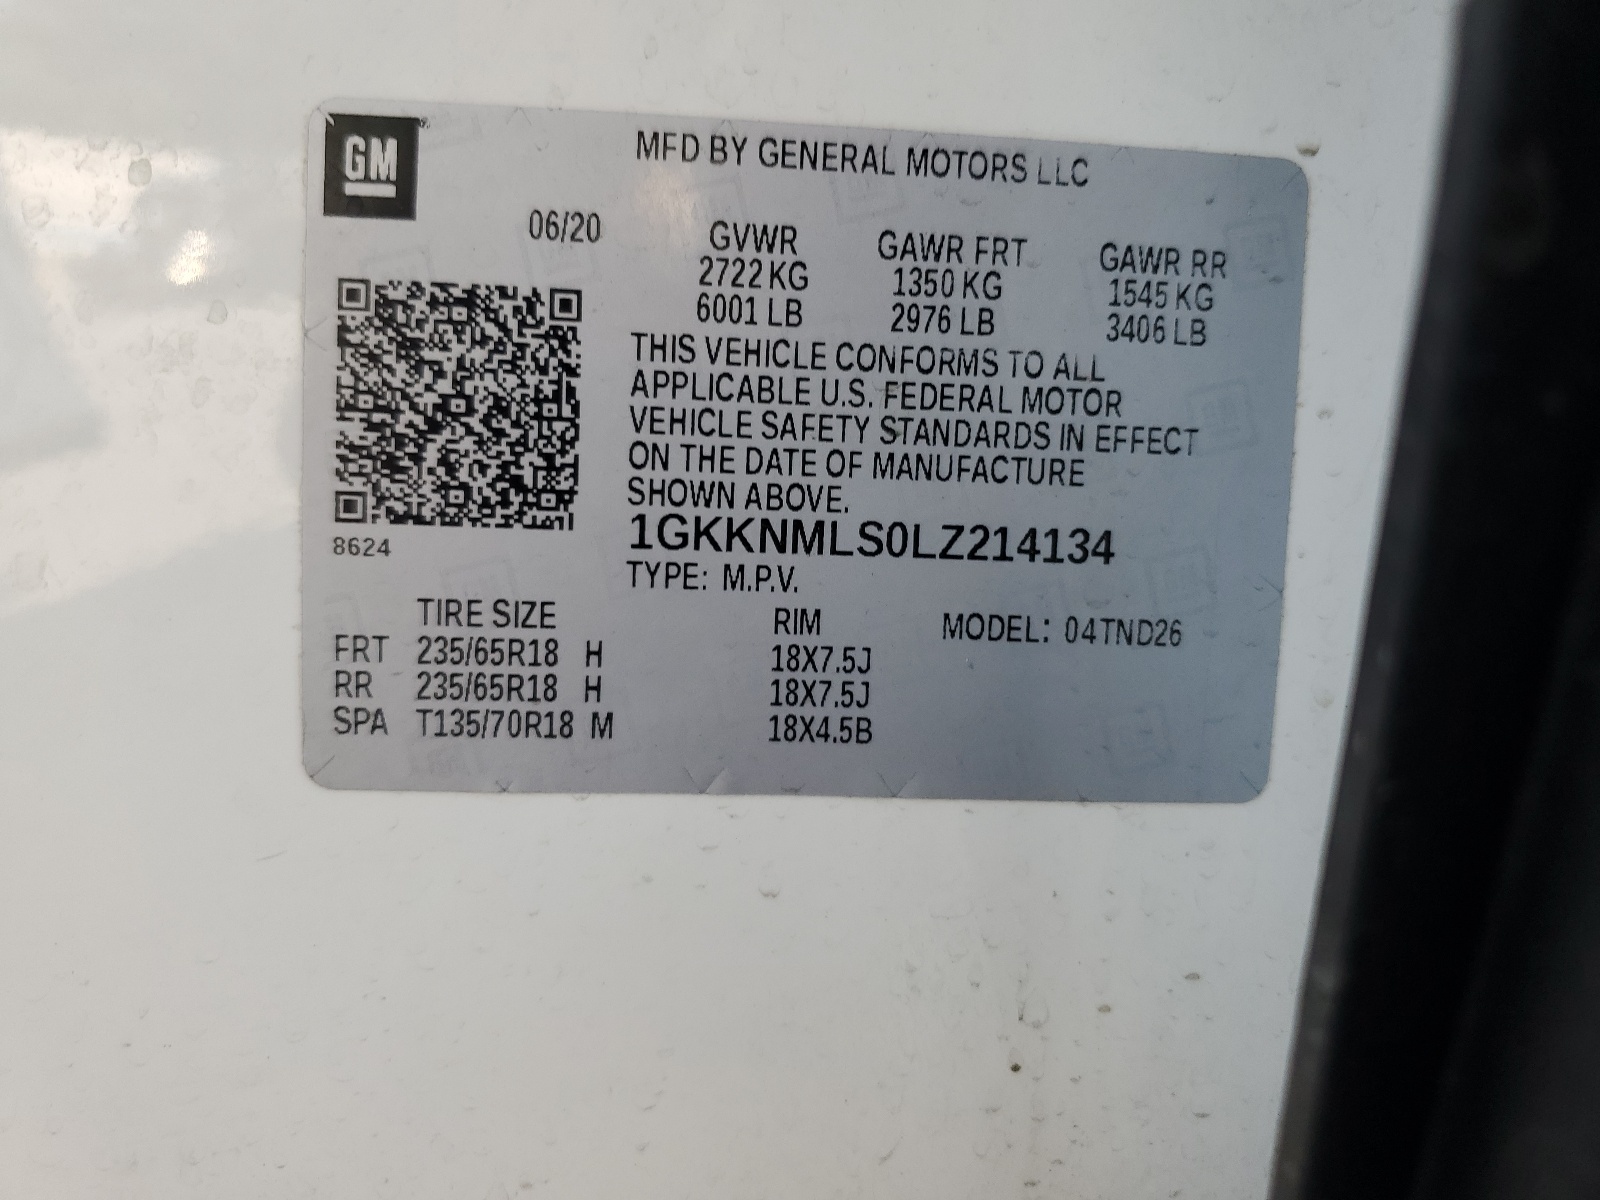 GM
MFD BY GENERAL MOTORS LLC
06/20 GVWR GAWR FRT GAWR RR
2722 KG 1350 KG 1545 KG
6001 LB 2976 LB 3406 LB
THIS VEHICLE CONFORMS TO ALL
APPLICABLE U.S. FEDERAL MOTOR
VEHICLE SAFETY STANDARDS IN EFFECT
ON THE DATE OF MANUFACTURE
SHOWN ABOVE.
8624
1GKKNMLS0LZ214134
TYPE: M.P.V.
TIRE SIZE RIM MODEL: 04TND26
FRT 235/65R18 H 18X7.5J
RR 235/65R18 H 18X7.5J
SPA T135/70R18 M 18X4.5B